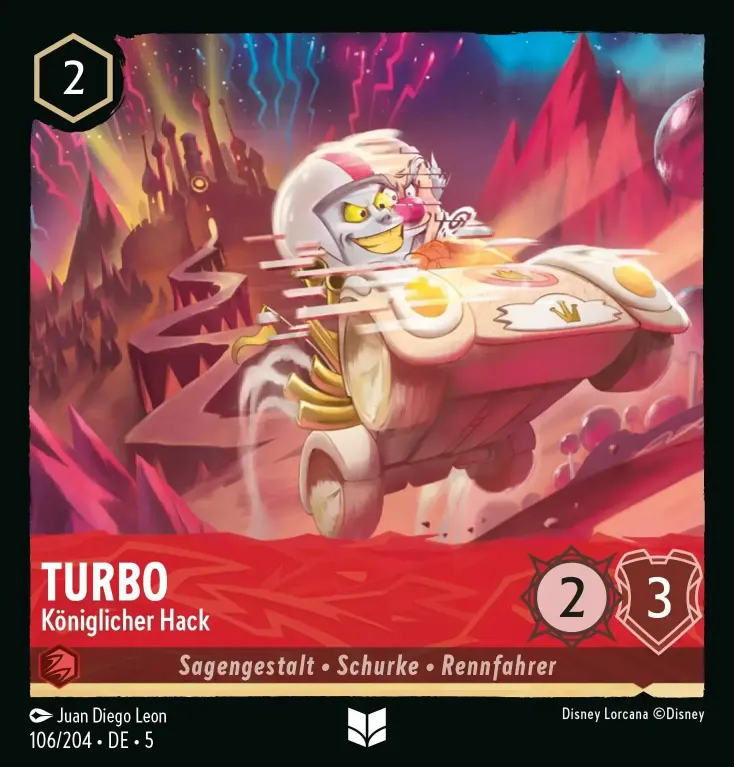 2
TURBO
Königlicher Hack
2
3
Sagengestalt • Schurke • Rennfahrer
Juan Diego Leon
Disney Lorcana ©Disney
106/204 • DE • 5